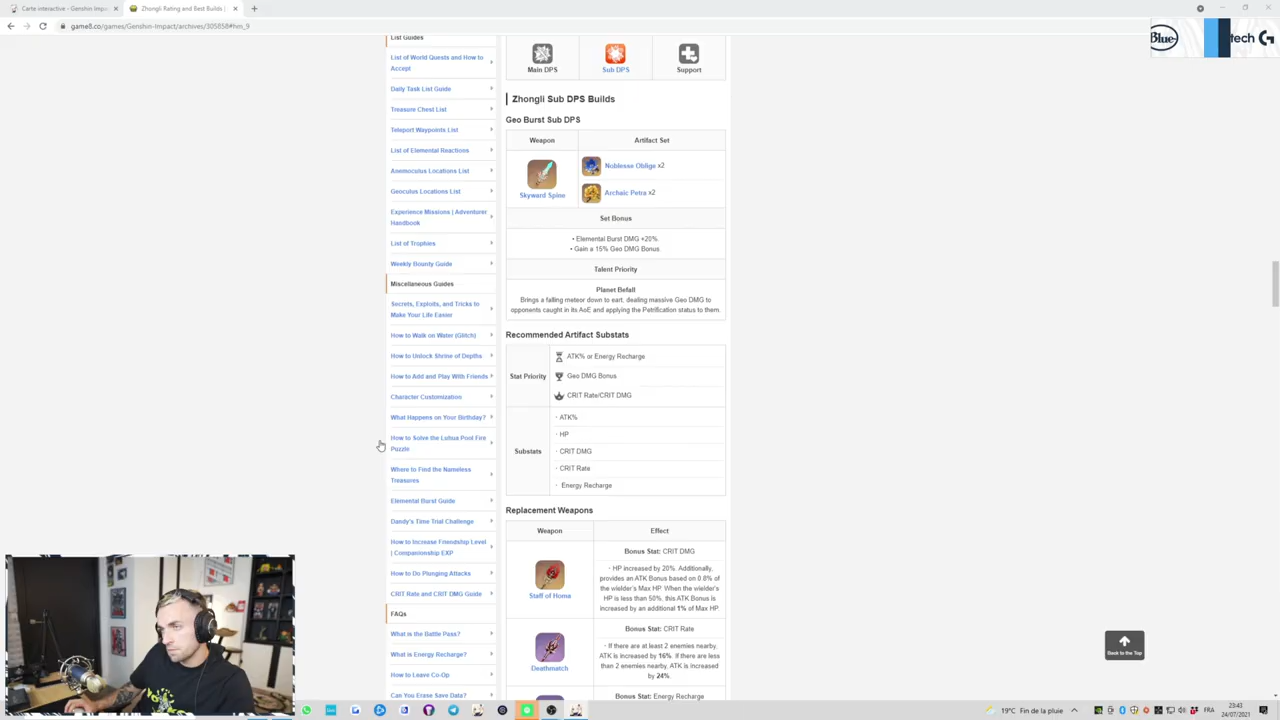 Carte interactive - Genshin Impact
Zhongli Rating and Best Builds |
game8.co/games/Genshin-Impact/archives/305858#hm_9
Blue
tech
List Guides
List of World Quests and How to
Accept
Daily Task List Guide
Treasure Chest List
Teleport Waypoints List
List of Elemental Reactions
Anemoculus Locations List
Geoculus Locations List
Experience Missions | Adventurer
Handbook
List of Trophies
Weekly Bounty Guide
Miscellaneous Guides
Secrets, Exploits, and Tricks to
Make Your Life Easier
How to Walk on Water (Glitch)
How to Unlock Shrine of Depths
How to Add and Play With Friends
Character Customization
What Happens on Your Birthday?
How to Solve the Luhua Pool Fire
Puzzle
Where to Find the Nameless
Treasures
Elemental Burst Guide
Dandy's Time Trial Challenge
How to Increase Friendship Level
| Companionship EXP
How to Do Plunging Attacks
CRIT Rate and CRIT DMG Guide
FAQs
What is the Battle Pass?
What is Energy Recharge?
How to Leave Co-Op
Can You Erase Save Data?
Main DPS
Sub DPS
Support
Zhongli Sub DPS Builds
Geo Burst Sub DPS
Weapon
Artifact Set
Skyward Spine
Noblesse Oblige x2
Archaic Petra x2
Set Bonus
• Elemental Burst DMG +20%.
• Gain a 15% Geo DMG Bonus.
Talent Priority
Planet Befall
Brings a falling meteor down to eart, dealing massive Geo DMG to
opponents caught in its AoE and applying the Petrification status to them.
Recommended Artifact Substats
Stat Priority
ATK% or Energy Recharge
Geo DMG Bonus
CRIT Rate/CRIT DMG
Substats
· ATK%
· HP
· CRIT DMG
· CRIT Rate
· Energy Recharge
Replacement Weapons
Weapon
Effect
Staff of Homa
Bonus Stat: CRIT DMG
・HP increased by 20%. Additionally,
provides an ATK Bonus based on 0.8% of
the wielder's Max HP. When the wielder's
HP is less than 50%, this ATK Bonus is
increased by an additional 1% of Max HP.
Deathmatch
Bonus Stat: CRIT Rate
・If there are at least 2 enemies nearby,
ATK is increased by 16%. If there are less
than 2 enemies nearby, ATK is increased
by 24%.
Bonus Stat: Energy Recharge
Back to the Top
19°C Fin de la pluie
23:43
24/07/2021